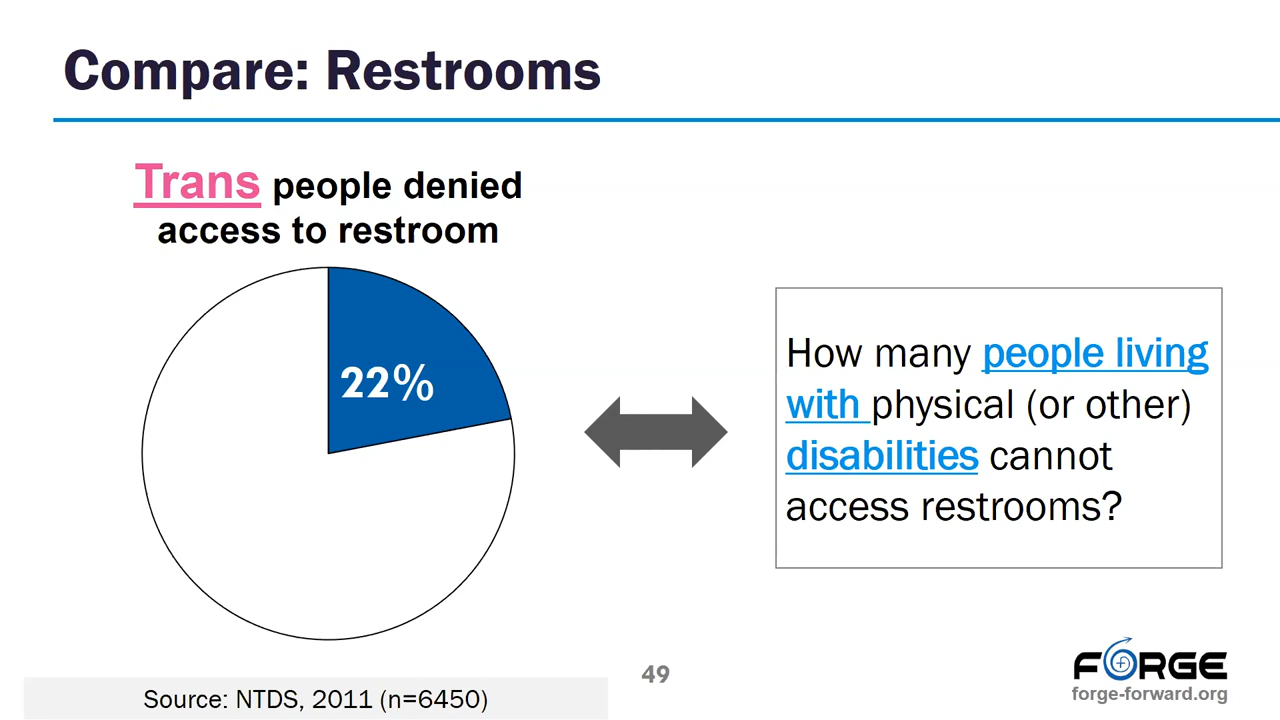 Compare: Restrooms
Trans people denied
access to restroom
22%
How many people living
with physical (or other)
disabilities cannot
access restrooms?
Source: NTDS, 2011 (n=6450)
49
FORGE
forge-forward.org